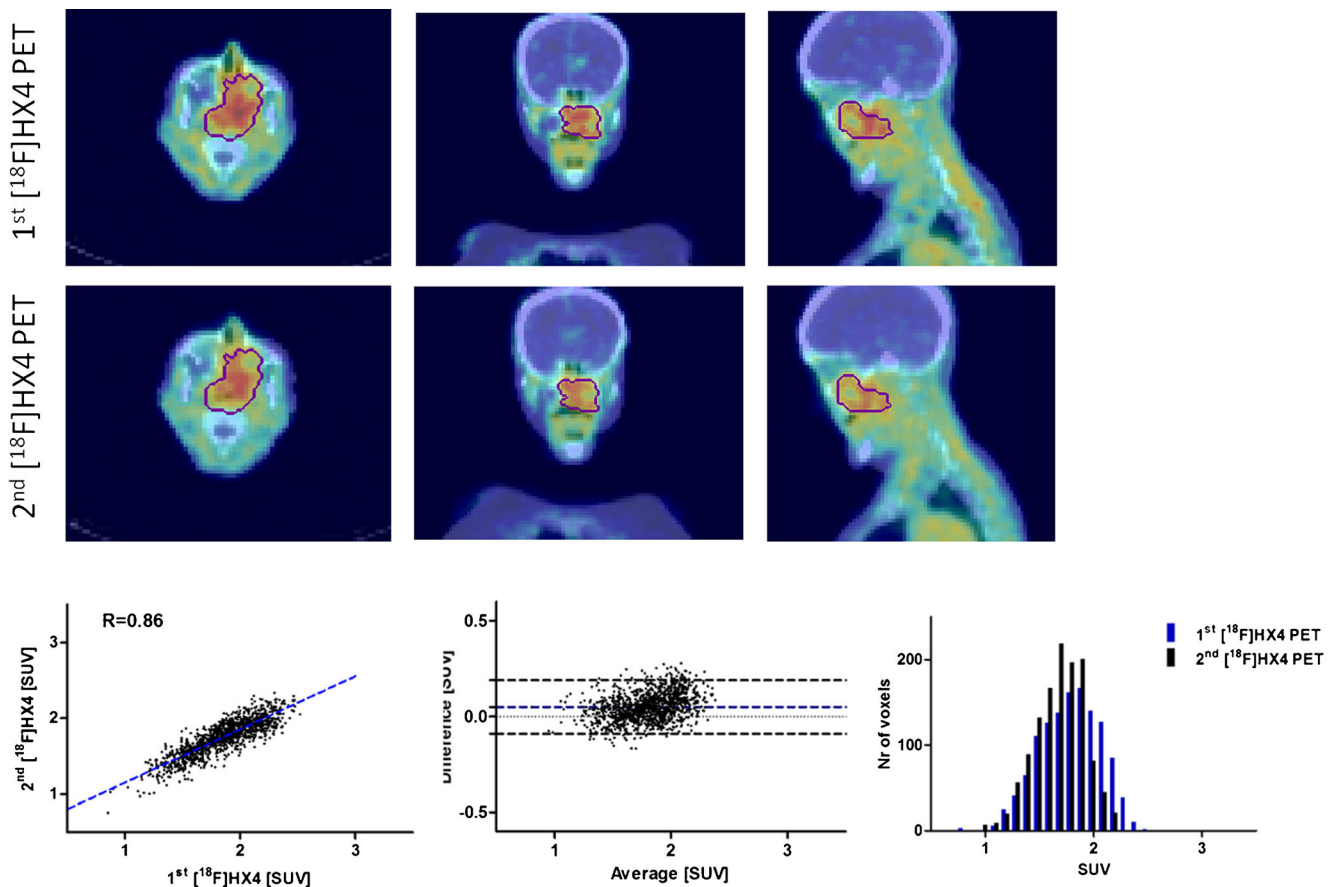 1st [18F]HX4 PET
2nd [18F]HX4 PET
R=0.86
2nd [18F]HX4 [SUV]
3
2
1
1
2
3
1st [18F]HX4 [SUV]
Difference [SUV]
0.5
0.0
-0.5
1
2
3
Average [SUV]
1st [18F]HX4 PET
2nd [18F]HX4 PET
Nr of voxels
200
100
0
1
2
3
SUV